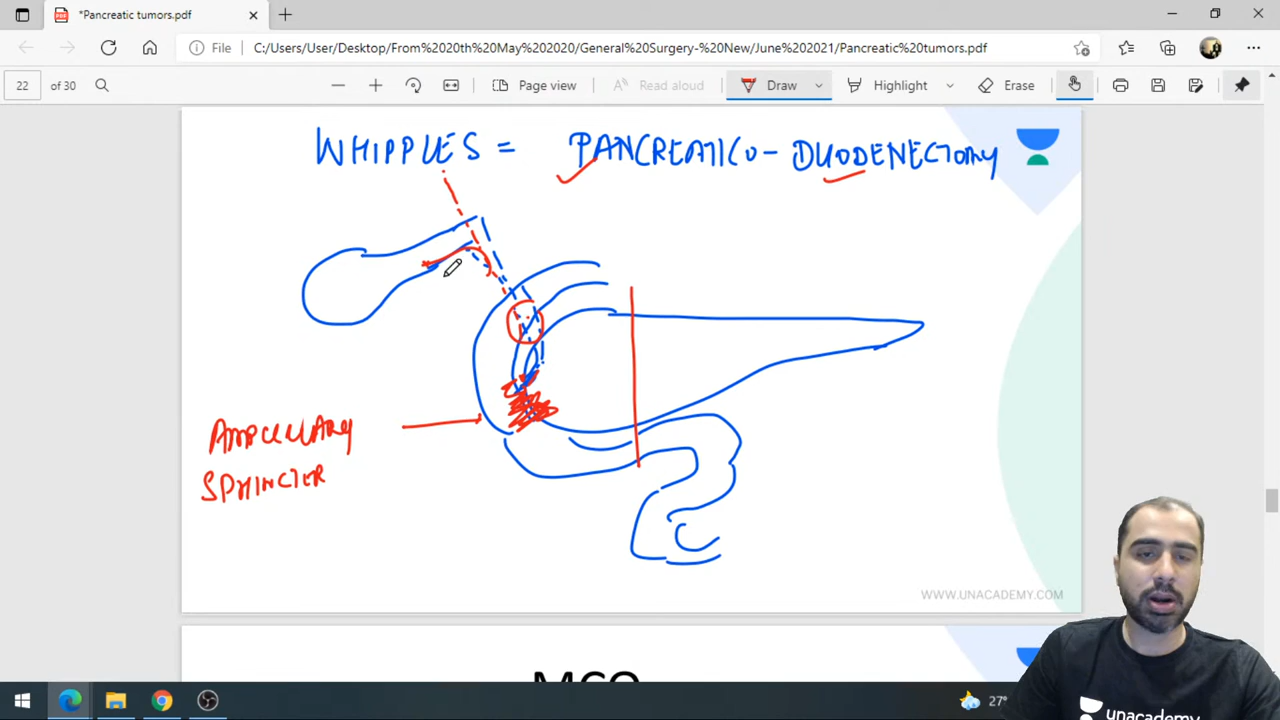 *Pancreatic tumors.pdf
File
C:/Users/User/Desktop/From%2020th%20May%202020/General%20Surgery-%20New/June%202021/Pancreatic%20tumors.pdf
22 of 30
Page view
Read aloud
Draw
Highlight
Erase
WHIPPLES = PANCREATICO-DUODENECTOMY
AMPULLARY
SPHINCTER
WWW.UNACADEMY.COM
MCQ
27°
unacademy